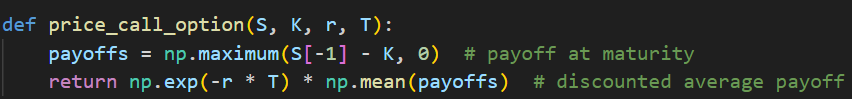 def price_call_option(S, K, r, T):
    payoffs = np.maximum(S[-1] - K, 0)  # payoff at maturity
    return np.exp(-r * T) * np.mean(payoffs)  # discounted average payoff